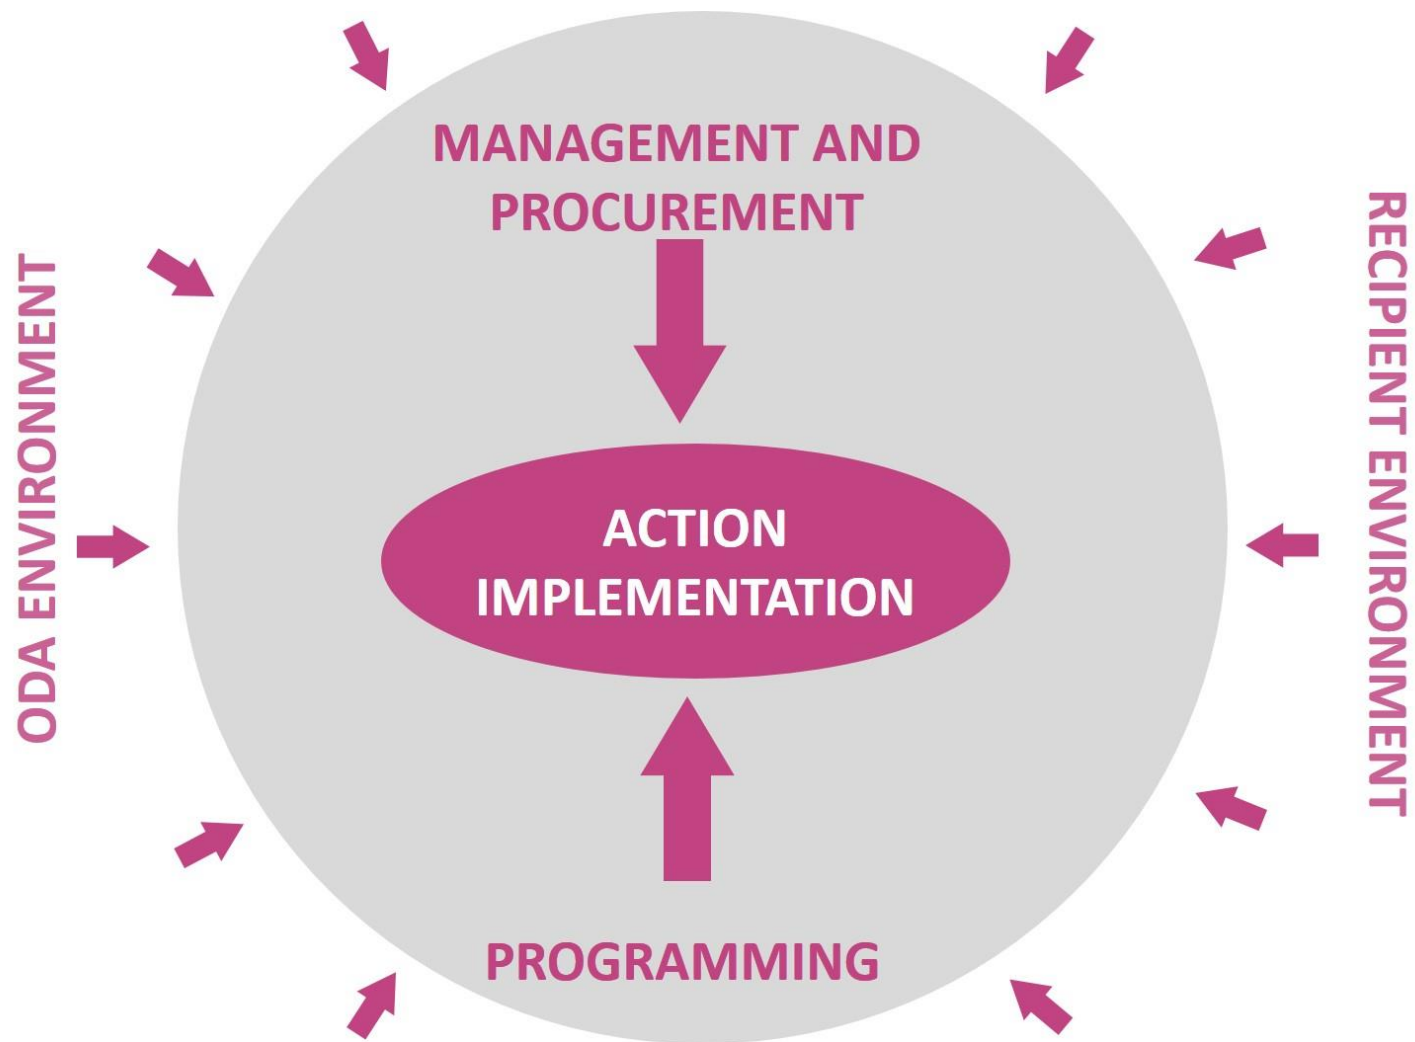 MANAGEMENT AND
PROCUREMENT
ODA ENVIRONMENT
RECIPIENT ENVIRONMENT
ACTION
IMPLEMENTATION
PROGRAMMING